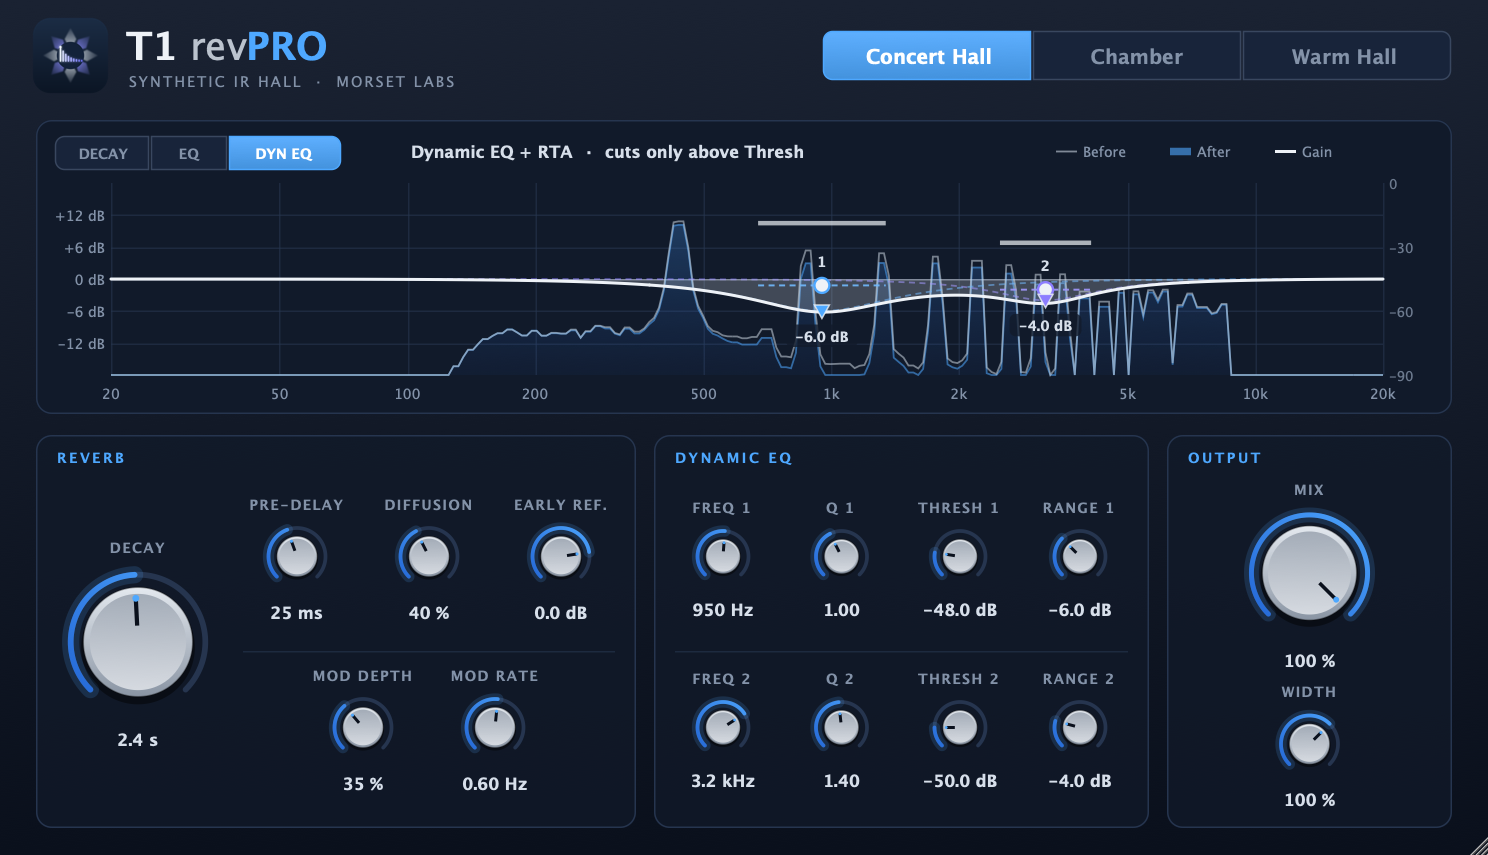 T1 revPRO
SYNTHETIC IR HALL · MORSET LABS
Concert Hall
Chamber
Warm Hall
DECAY
EQ
DYN EQ
Dynamic EQ + RTA · cuts only above Thresh
Before
After
Gain
+12 dB
+6 dB
0 dB
−6 dB
−12 dB
0
−30
−60
−90
1
−6.0 dB
2
−4.0 dB
20
50
100
200
500
1k
2k
5k
10k
20k
REVERB
DECAY
2.4 s
PRE-DELAY
DIFFUSION
EARLY REF.
25 ms
40 %
0.0 dB
MOD DEPTH
MOD RATE
35 %
0.60 Hz
DYNAMIC EQ
FREQ 1
Q 1
THRESH 1
RANGE 1
950 Hz
1.00
−48.0 dB
−6.0 dB
FREQ 2
Q 2
THRESH 2
RANGE 2
3.2 kHz
1.40
−50.0 dB
−4.0 dB
OUTPUT
MIX
100 %
WIDTH
100 %